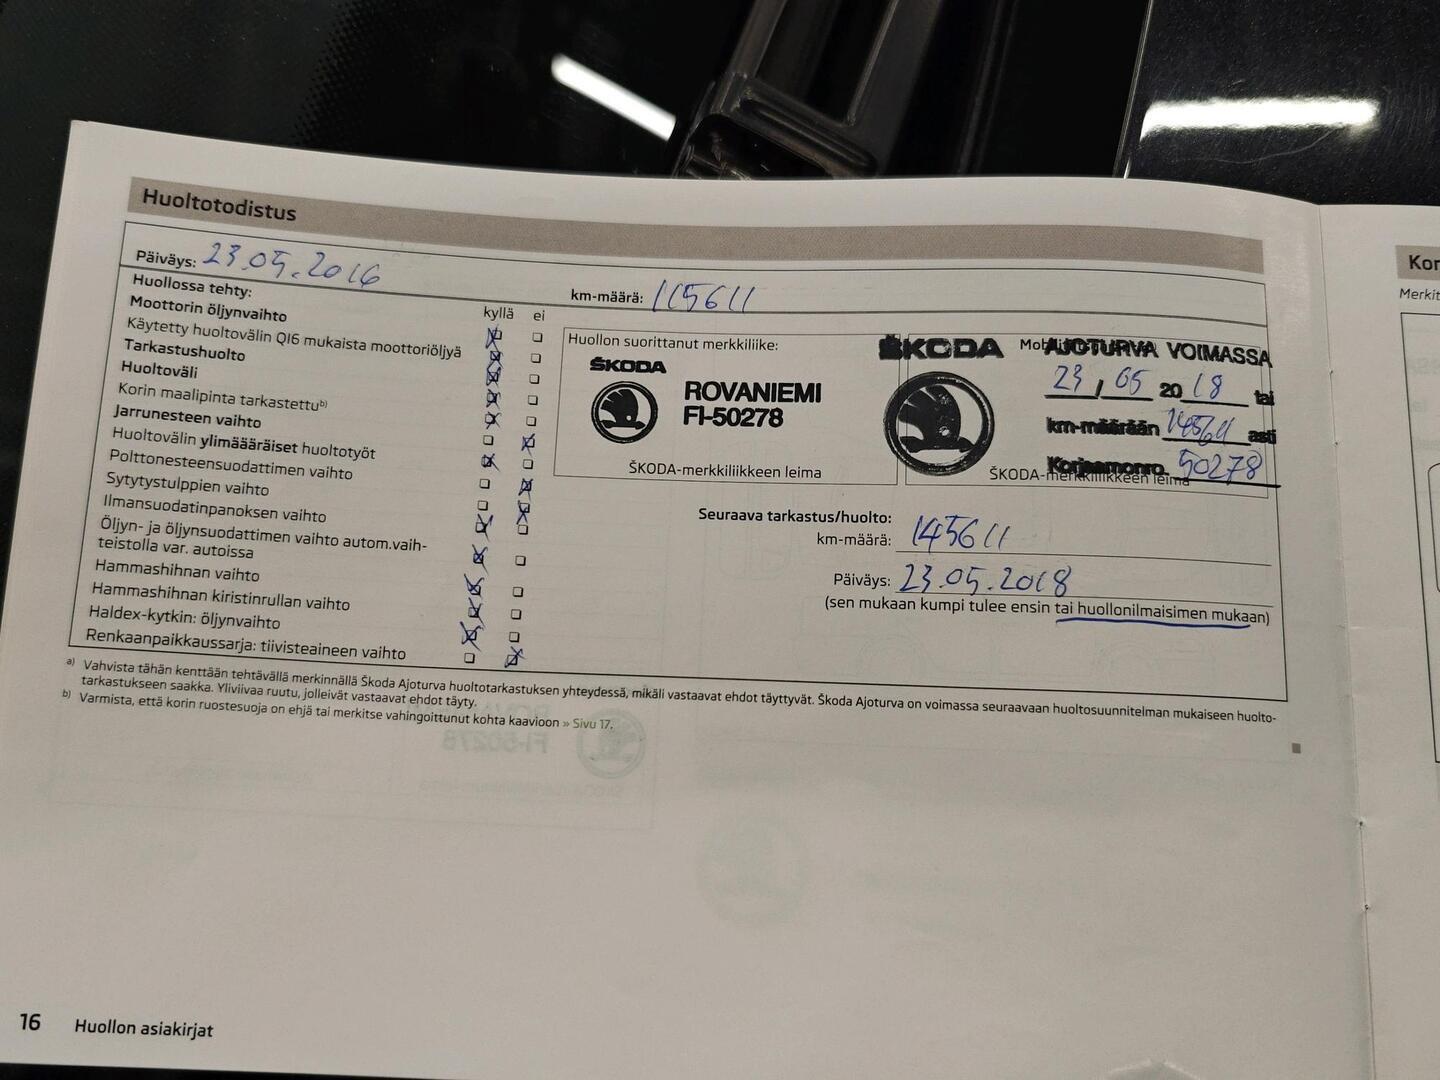 Huoltotodistus
Päiväys: 23.05.2016
km-määrä: 115611
Huollossa tehty:
kyllä ei
Moottorin öljynvaihto
Käytetty huoltovälin QI6 mukaista moottoriöljyä
Tarkastushuolto
Huoltoväli
Korin maalipinta tarkastettu b)
Jarrunesteen vaihto
Huoltovälin ylimääräiset huoltotyöt
Polttonesteensuodattimen vaihto
Sytytystulppien vaihto
Ilmansuodatinpanoksen vaihto
Öljyn- ja öljynsuodattimen vaihto autom.vaih-
teistolla var. autoissa
Hammashihnan vaihto
Hammashihnan kiristinrullan vaihto
Haldex-kytkin: öljynvaihto
Renkaanpaikkaussarja: tiivisteaineen vaihto
Huollon suorittanut merkkiliike:
ŠKODA
ROVANIEMI
FI-50278
ŠKODA-merkkiliikkeen leima
ŠKODA
AJOTURVA VOIMASSA
23 / 05 2018 tai
km-määrään 145611 asti
Korjaamonro. 50278
ŠKODA-merkkiliikkeen leima
Seuraava tarkastus/huolto:
km-määrä: 145611
Päiväys: 23.05.2018
(sen mukaan kumpi tulee ensin tai huollonilmaisimen mukaan)
a) Vahvista tähän kenttään tehtävällä merkinnällä Škoda Ajoturva huoltotarkastuksen yhteydessä, mikäli vastaavat ehdot täyttyvät. Škoda Ajoturva on voimassa seuraavaan huoltosuunnitelman mukaiseen huolto-
tarkastukseen saakka. Yliviivaa ruutu, jolleivät vastaavat ehdot täyty.
b) Varmista, että korin ruostesuoja on ehjä tai merkitse vahingoittunut kohta kaavioon » Sivu 17.
16 Huollon asiakirjat
Kor
Merkit